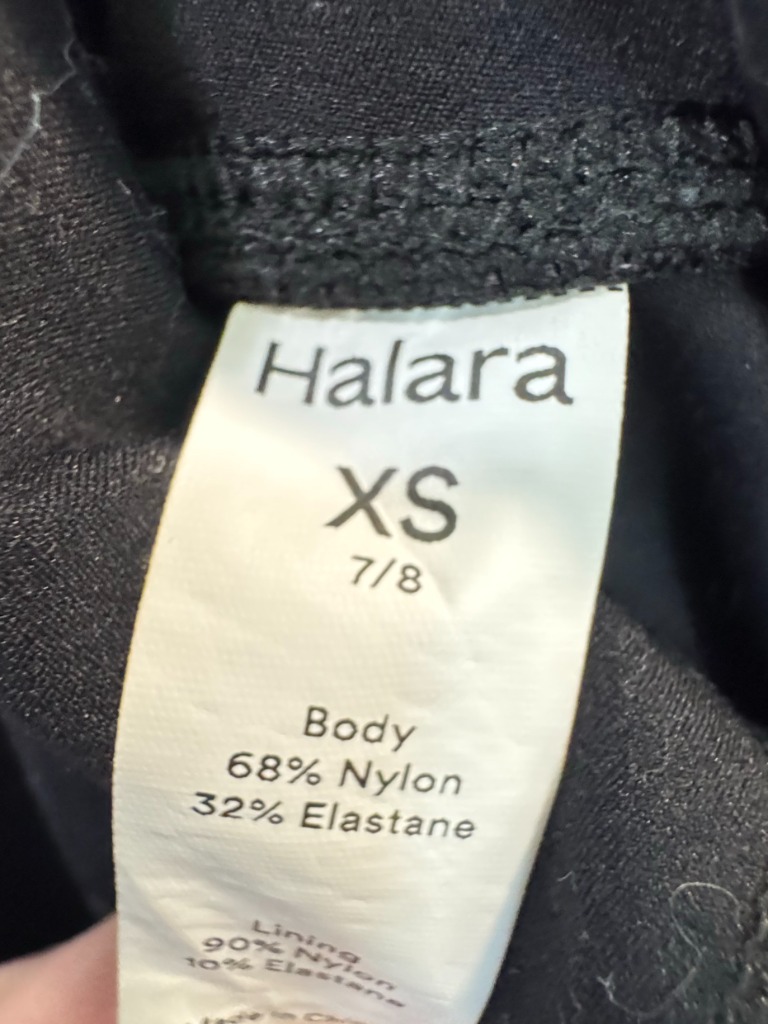 Halara
XS
7/8
Body
68% Nylon
32% Elastane
Lining
90% Nylon
10% Elastane